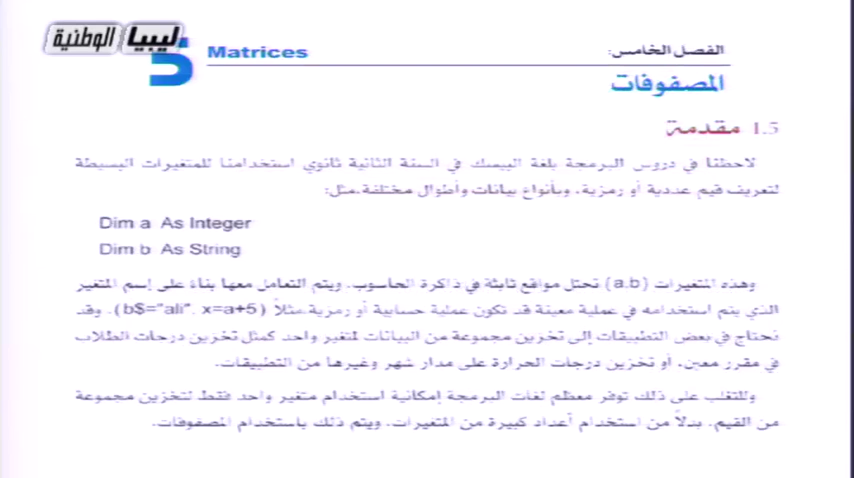 ليبيا الوطنية
الفصل الخامس:
5 Matrices
المصفوفات
1.5 مقدمة
لاحظنا في دروس البرمجة بلغة البيسك في السنة الثانية ثانوي استخدامنا للمتغيرات البسيطة
لتعريف قيم عددية أو رمزية، وبأنواع بيانات وأطوال مختلفة.مثل:
Dim a As Integer
Dim b As String
وهذه المتغيرات (a,b) تحتل مواقع ثابتة في ذاكرة الحاسوب. ويتم التعامل معها بناءً على إسم المتغير
الذي يتم استخدامه في عملية معينة قد تكون عملية حسابية أو رمزية.مثلاً (b$="ali". x=a+5). وقد
نحتاج في بعض التطبيقات إلى تخزين مجموعة من البيانات لمتغير واحد كمثل تخزين درجات الطلاب
في مقرر معين، أو تخزين درجات الحرارة على مدار شهر وغيرها من التطبيقات.
وللتغلب على ذلك توفر معظم لغات البرمجة إمكانية استخدام متغير واحد فقط لتخزين مجموعة
من القيم. بدلاً من استخدام أعداد كبيرة من المتغيرات. ويتم ذلك باستخدام المصفوفات.